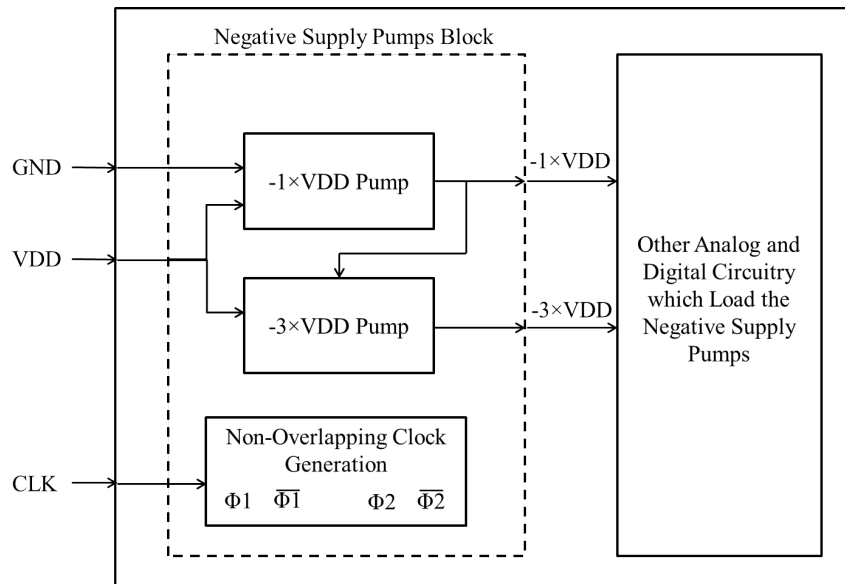 Negative Supply Pumps Block
GND
-1×VDD Pump
-1×VDD
VDD
-3×VDD Pump
-3×VDD
Other Analog and
Digital Circuitry
which Load the
Negative Supply
Pumps
CLK
Non-Overlapping Clock
Generation
Φ1 Φ1̅ Φ2 Φ2̅